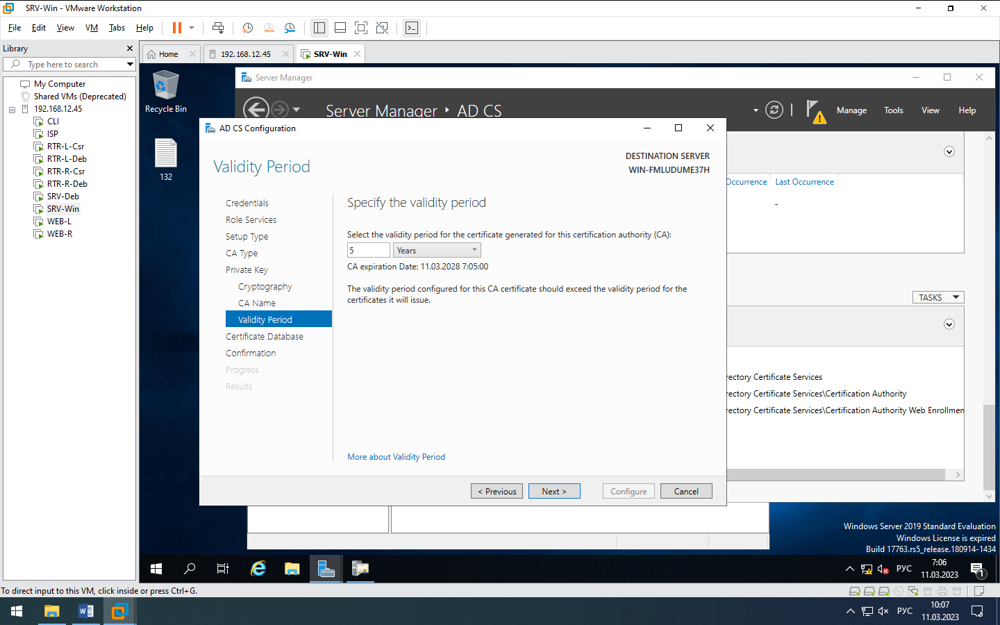 SRV-Win - VMware Workstation
File Edit View VM Tabs Help
Library
Type here to search
My Computer
Shared VMs (Deprecated)
192.168.12.45
CLI
ISP
RTR-L-Csr
RTR-L-Deb
RTR-R-Csr
RTR-R-Deb
SRV-Deb
SRV-Win
WEB-L
WEB-R
Home 192.168.12.45 SRV-Win
Recycle Bin
132
Server Manager
Server Manager AD CS
Manage Tools View Help
AD CS Configuration
Validity Period
DESTINATION SERVER
WIN-FMLUDUME37H
Credentials
Role Services
Setup Type
CA Type
Private Key
Cryptography
CA Name
Validity Period
Certificate Database
Confirmation
Progress
Results
Specify the validity period
Select the validity period for the certificate generated for this certification authority (CA):
5 Years
CA expiration Date: 11.03.2028 7:05:00
The validity period configured for this CA certificate should exceed the validity period for the
certificates it will issue.
More about Validity Period
< Previous Next > Configure Cancel
Occurrence Last Occurrence
-
TASKS
rectory Certificate Services
rectory Certificate Services\Certification Authority
rectory Certificate Services\Certification Authority Web Enrollmen
Windows Server 2019 Standard Evaluation
Windows License is expired
Build 17763.rs5_release.180914-1434
РУС 7:06
11.03.2023
1
To direct input to this VM, click inside or press Ctrl+G.
РУС 10:07
11.03.2023